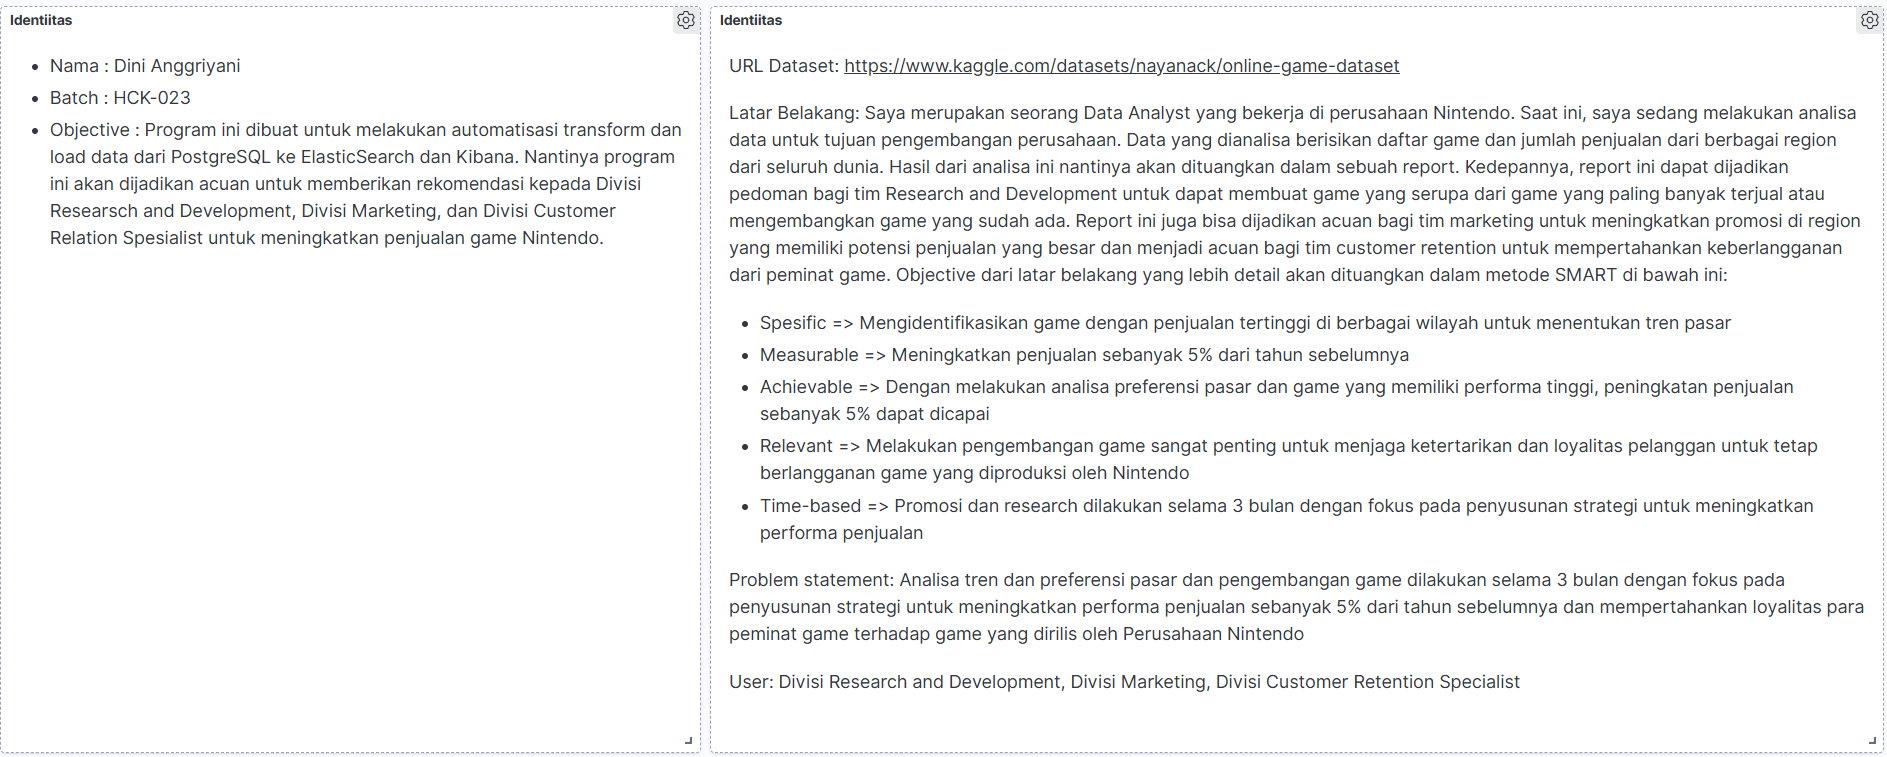 Identiitas
Nama : Dini Anggriyani
Batch : HCK-023
Objective : Program ini dibuat untuk melakukan automatisasi transform dan
load data dari PostgreSQL ke ElasticSearch dan Kibana. Nantinya program
ini akan dijadikan acuan untuk memberikan rekomendasi kepada Divisi
Researsch and Development, Divisi Marketing, dan Divisi Customer
Relation Spesialist untuk meningkatkan penjualan game Nintendo.
Identiitas
URL Dataset: https://www.kaggle.com/datasets/nayanack/online-game-dataset
Latar Belakang: Saya merupakan seorang Data Analyst yang bekerja di perusahaan Nintendo. Saat ini, saya sedang melakukan analisa
data untuk tujuan pengembangan perusahaan. Data yang dianalisa berisikan daftar game dan jumlah penjualan dari berbagai region
dari seluruh dunia. Hasil dari analisa ini nantinya akan dituangkan dalam sebuah report. Kedepannya, report ini dapat dijadikan
pedoman bagi tim Research and Development untuk dapat membuat game yang serupa dari game yang paling banyak terjual atau
mengembangkan game yang sudah ada. Report ini juga bisa dijadikan acuan bagi tim marketing untuk meningkatkan promosi di region
yang memiliki potensi penjualan yang besar dan menjadi acuan bagi tim customer retention untuk mempertahankan keberlangganan
dari peminat game. Objective dari latar belakang yang lebih detail akan dituangkan dalam metode SMART di bawah ini:
Spesific => Mengidentifikasikan game dengan penjualan tertinggi di berbagai wilayah untuk menentukan tren pasar
Measurable => Meningkatkan penjualan sebanyak 5% dari tahun sebelumnya
Achievable => Dengan melakukan analisa preferensi pasar dan game yang memiliki performa tinggi, peningkatan penjualan
sebanyak 5% dapat dicapai
Relevant => Melakukan pengembangan game sangat penting untuk menjaga ketertarikan dan loyalitas pelanggan untuk tetap
berlangganan game yang diproduksi oleh Nintendo
Time-based => Promosi dan research dilakukan selama 3 bulan dengan fokus pada penyusunan strategi untuk meningkatkan
performa penjualan
Problem statement: Analisa tren dan preferensi pasar dan pengembangan game dilakukan selama 3 bulan dengan fokus pada
penyusunan strategi untuk meningkatkan performa penjualan sebanyak 5% dari tahun sebelumnya dan mempertahankan loyalitas para
peminat game terhadap game yang dirilis oleh Perusahaan Nintendo
User: Divisi Research and Development, Divisi Marketing, Divisi Customer Retention Specialist